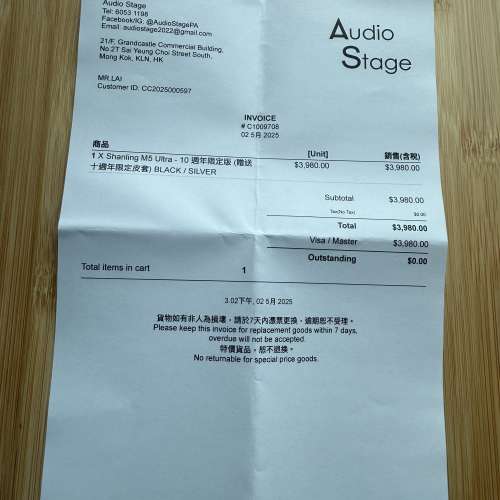 Audio Stage
Tel: 6053 1198
Facebook/IG: @AudioStagePA
Email: audiostage2022@gmail.com
21/F, Grandcastle Commercial Building,
No.2T Sai Yeung Choi Street South,
Mong Kok, KLN, HK
Audio
Stage
MR.LAI
Customer ID: CC2025000597
INVOICE
# C1009708
02 5月 2025
商品 [Unit] 銷售(含稅)
1 X Shanling M5 Ultra - 10 週年限定版 (贈送 $3,980.00 $3,980.00
十週年限定皮套) BLACK / SILVER
Subtotal $3,980.00
Tax(No Tax) $0.00
Total $3,980.00
Visa / Master $3,980.00
Outstanding $0.00
Total items in cart 1
3.02下午, 02 5月 2025
貨物如有非人為損壞，請於7天內憑票更換，逾期恕不受理。
Please keep this invoice for replacement goods within 7 days,
overdue will not be accepted.
特價貨品，恕不退換。
No returnable for special price goods.